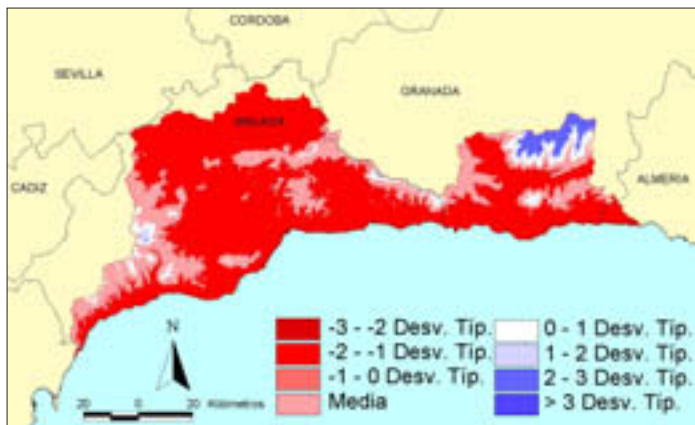 CORDOBA
SEVILLA
GRANADA
MALAGA
ALMERIA
CADIZ
N
-3 - -2 Desv. Tip.
-2 - -1 Desv. Tip.
-1 - 0 Desv. Tip.
Media
0 - 1 Desv. Tip.
1 - 2 Desv. Tip.
2 - 3 Desv. Tip.
> 3 Desv. Tip.
20 0 20 Kilómetros